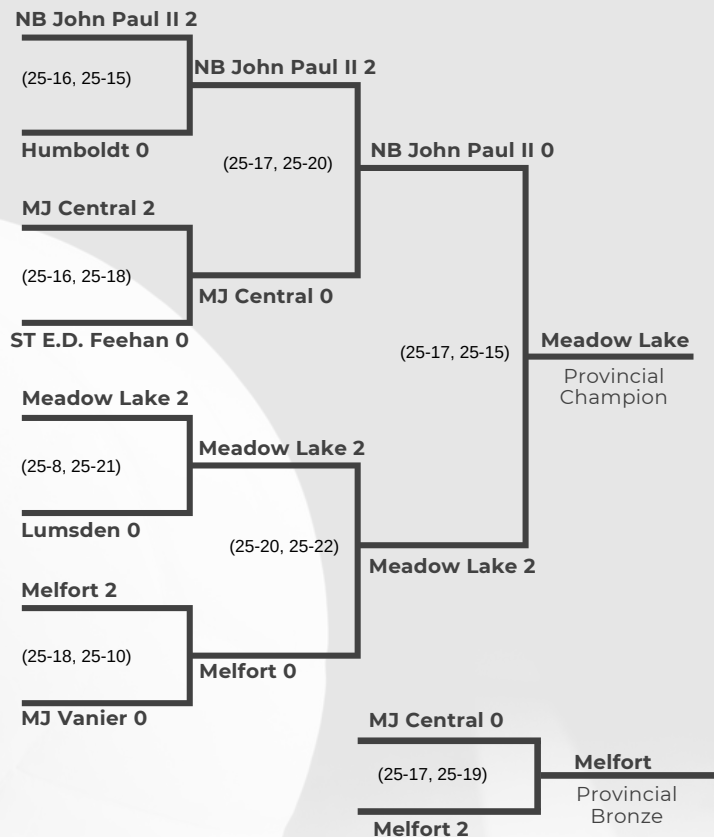 NB John Paul II 2
(25-16, 25-15)
Humboldt 0
NB John Paul II 2
(25-17, 25-20)
MJ Central 2
(25-16, 25-18)
ST E.D. Feehan 0
MJ Central 0
NB John Paul II 0
(25-17, 25-15)
Meadow Lake
Provincial
Champion
Meadow Lake 2
(25-8, 25-21)
Lumsden 0
Meadow Lake 2
(25-20, 25-22)
Meadow Lake 2
Melfort 2
(25-18, 25-10)
MJ Vanier 0
Melfort 0
MJ Central 0
(25-17, 25-19)
Melfort 2
Melfort
Provincial
Bronze